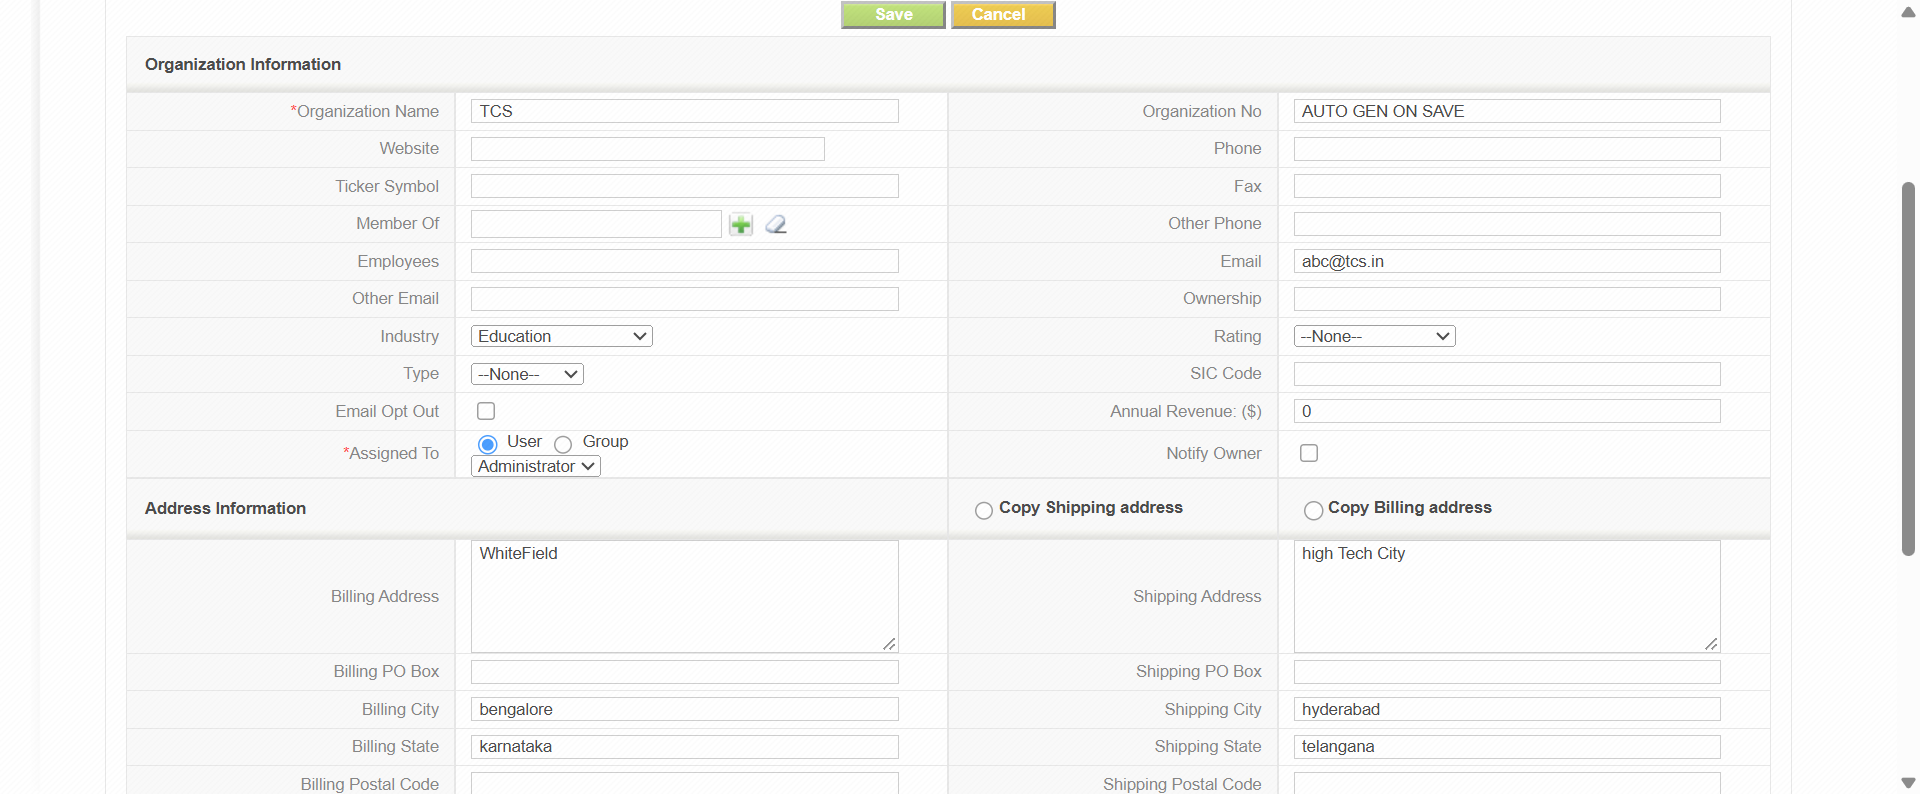 Save Cancel
Organization Information
*Organization Name TCS Organization No AUTO GEN ON SAVE
Website Phone
Ticker Symbol Fax
Member Of Other Phone
Employees Email abc@tcs.in
Other Email Ownership
Industry Education Rating --None--
Type --None-- SIC Code
Email Opt Out Annual Revenue: ($) 0
*Assigned To User Group Notify Owner
Administrator
Address Information Copy Shipping address Copy Billing address
Billing Address WhiteField Shipping Address high Tech City
Billing PO Box Shipping PO Box
Billing City bengalore Shipping City hyderabad
Billing State karnataka Shipping State telangana
Billing Postal Code Shipping Postal Code